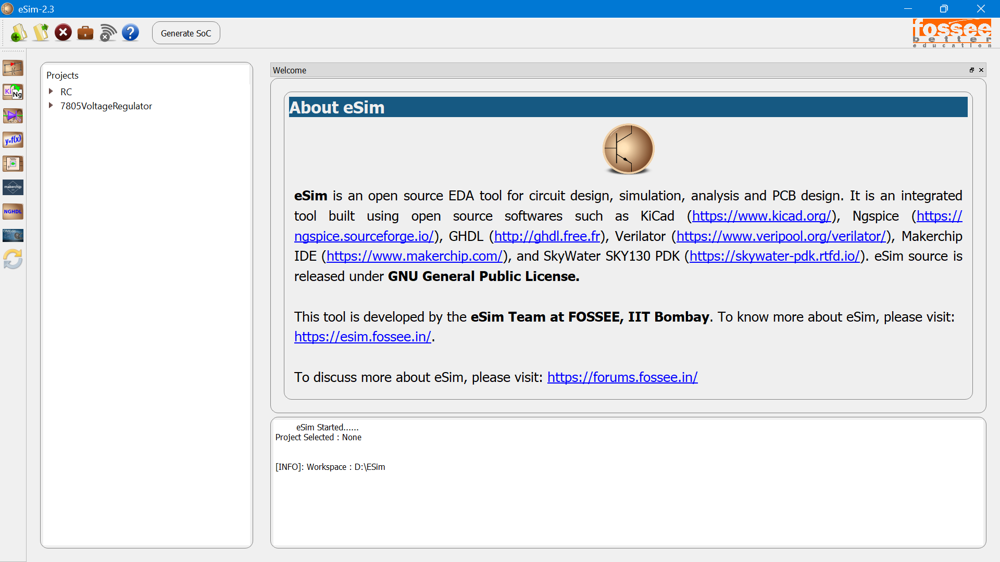 eSim-2.3
Generate SoC
fossee
better
education
Projects
RC
7805VoltageRegulator
Ki
Ng
LED
y=f(x)
makerchip
NGHDL
OMEdit
Welcome
About eSim
eSim is an open source EDA tool for circuit design, simulation, analysis and PCB design. It is an integrated
tool built using open source softwares such as KiCad (https://www.kicad.org/), Ngspice (https://
ngspice.sourceforge.io/), GHDL (http://ghdl.free.fr), Verilator (https://www.veripool.org/verilator/), Makerchip
IDE (https://www.makerchip.com/), and SkyWater SKY130 PDK (https://skywater-pdk.rtfd.io/). eSim source is
released under GNU General Public License.
This tool is developed by the eSim Team at FOSSEE, IIT Bombay. To know more about eSim, please visit:
https://esim.fossee.in/.
To discuss more about eSim, please visit: https://forums.fossee.in/
eSim Started......
Project Selected : None
[INFO]: Workspace : D:\ESim